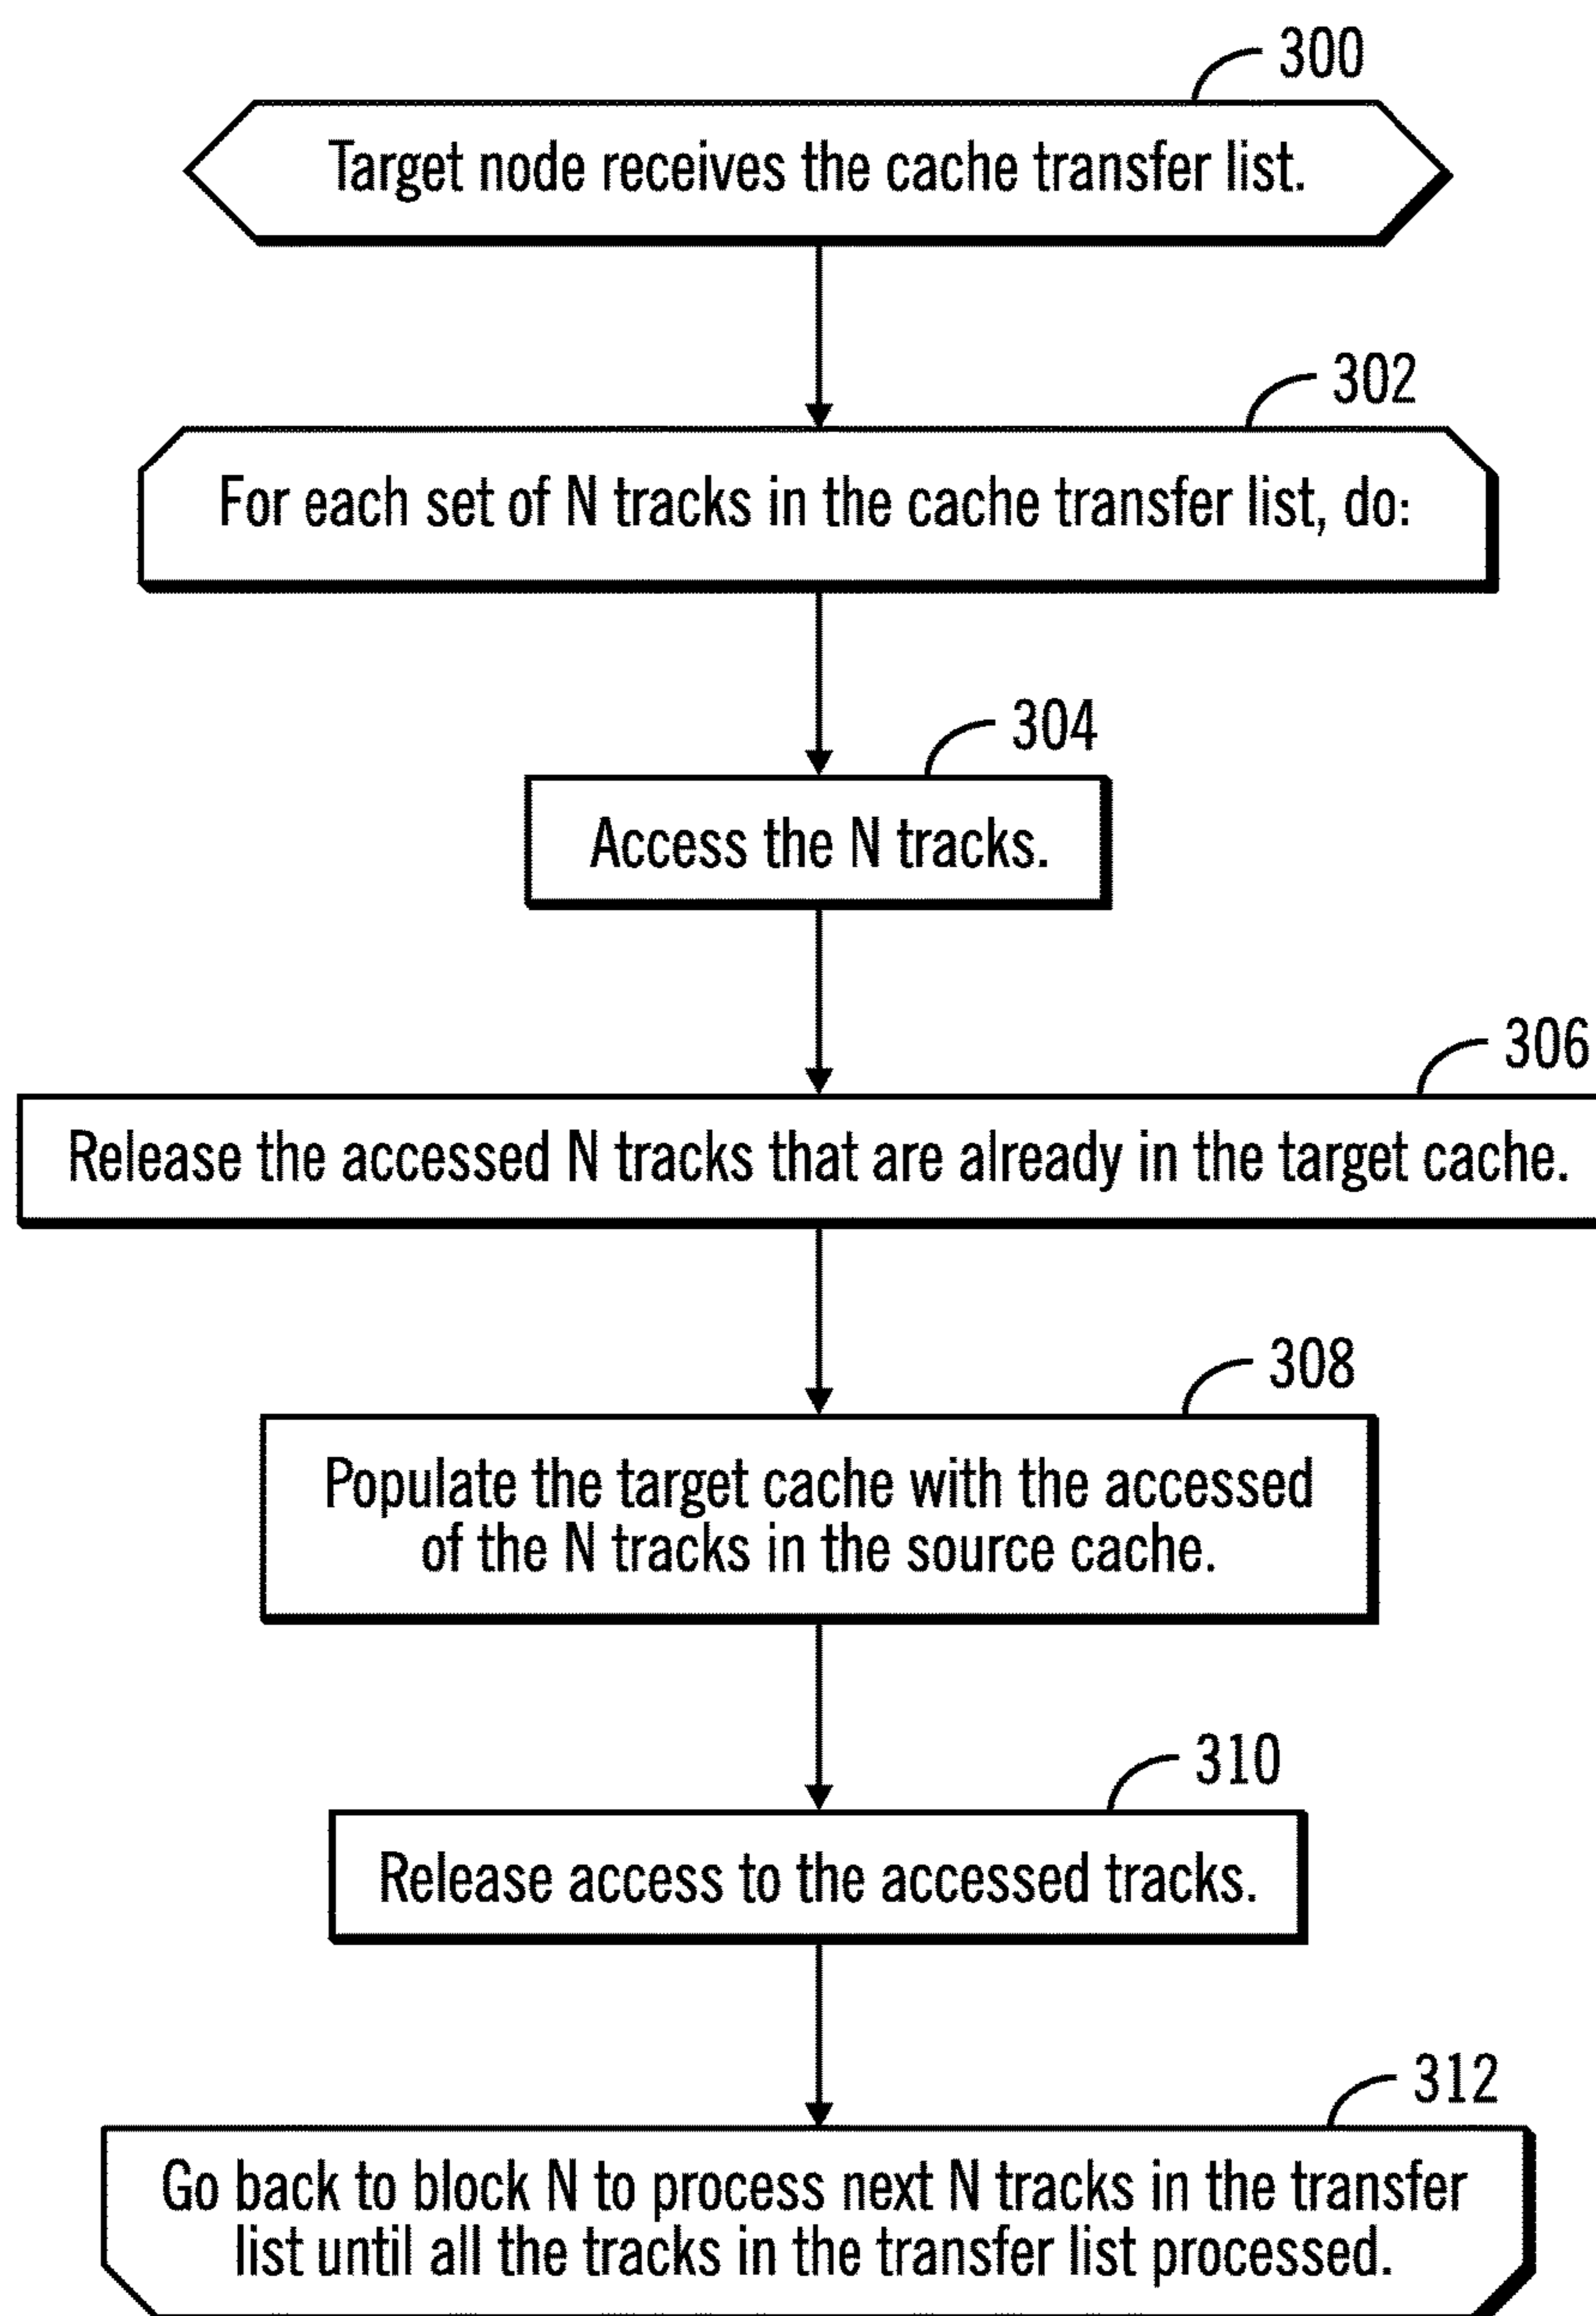 300
Target node receives the cache transfer list.
302
For each set of N tracks in the cache transfer list, do:
304
Access the N tracks.
306
Release the accessed N tracks that are already in the target cache.
308
Populate the target cache with the accessed
of the N tracks in the source cache.
310
Release access to the accessed tracks.
312
Go back to block N to process next N tracks in the transfer
list until all the tracks in the transfer list processed.